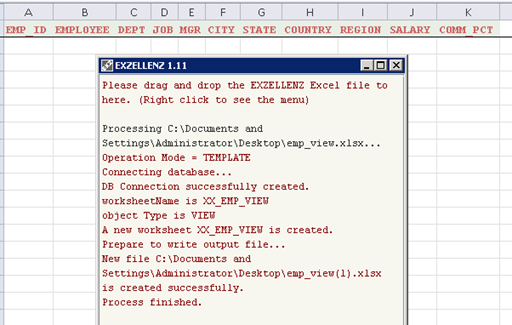 A B C D E F G H I J K
EMP_ID EMPLOYEE DEPT JOB MGR CITY STATE COUNTRY REGION SALARY COMM_PCT
EXZELLENZ 1.11
Please drag and drop the EXZELLENZ Excel file to
here. (Right click to see the menu)
Processing C:\Documents and
Settings\Administrator\Desktop\emp_view.xlsx...
Operation Mode = TEMPLATE
Connecting database...
DB Connection successfully created.
worksheetName is XX_EMP_VIEW
object Type is VIEW
A new worksheet XX_EMP_VIEW is created.
Prepare to write output file...
New file C:\Documents and
Settings\Administrator\Desktop\emp_view(1).xlsx
is created successfully.
Process finished.